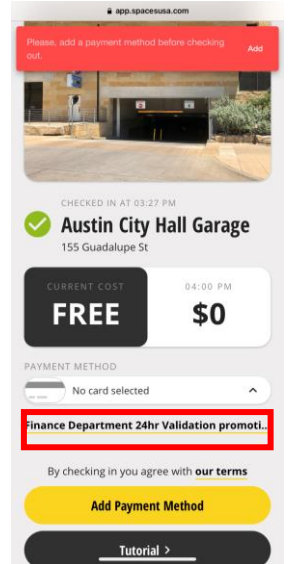 app.spacesusa.com
Please, add a payment method before checking
out.
Add
CHECKED IN AT 03:27 PM
Austin City Hall Garage
155 Guadalupe St
CURRENT COST
FREE
04:00 PM
$0
PAYMENT METHOD
No card selected
Finance Department 24hr Validation promoti..
By checking in you agree with our terms
Add Payment Method
Tutorial >